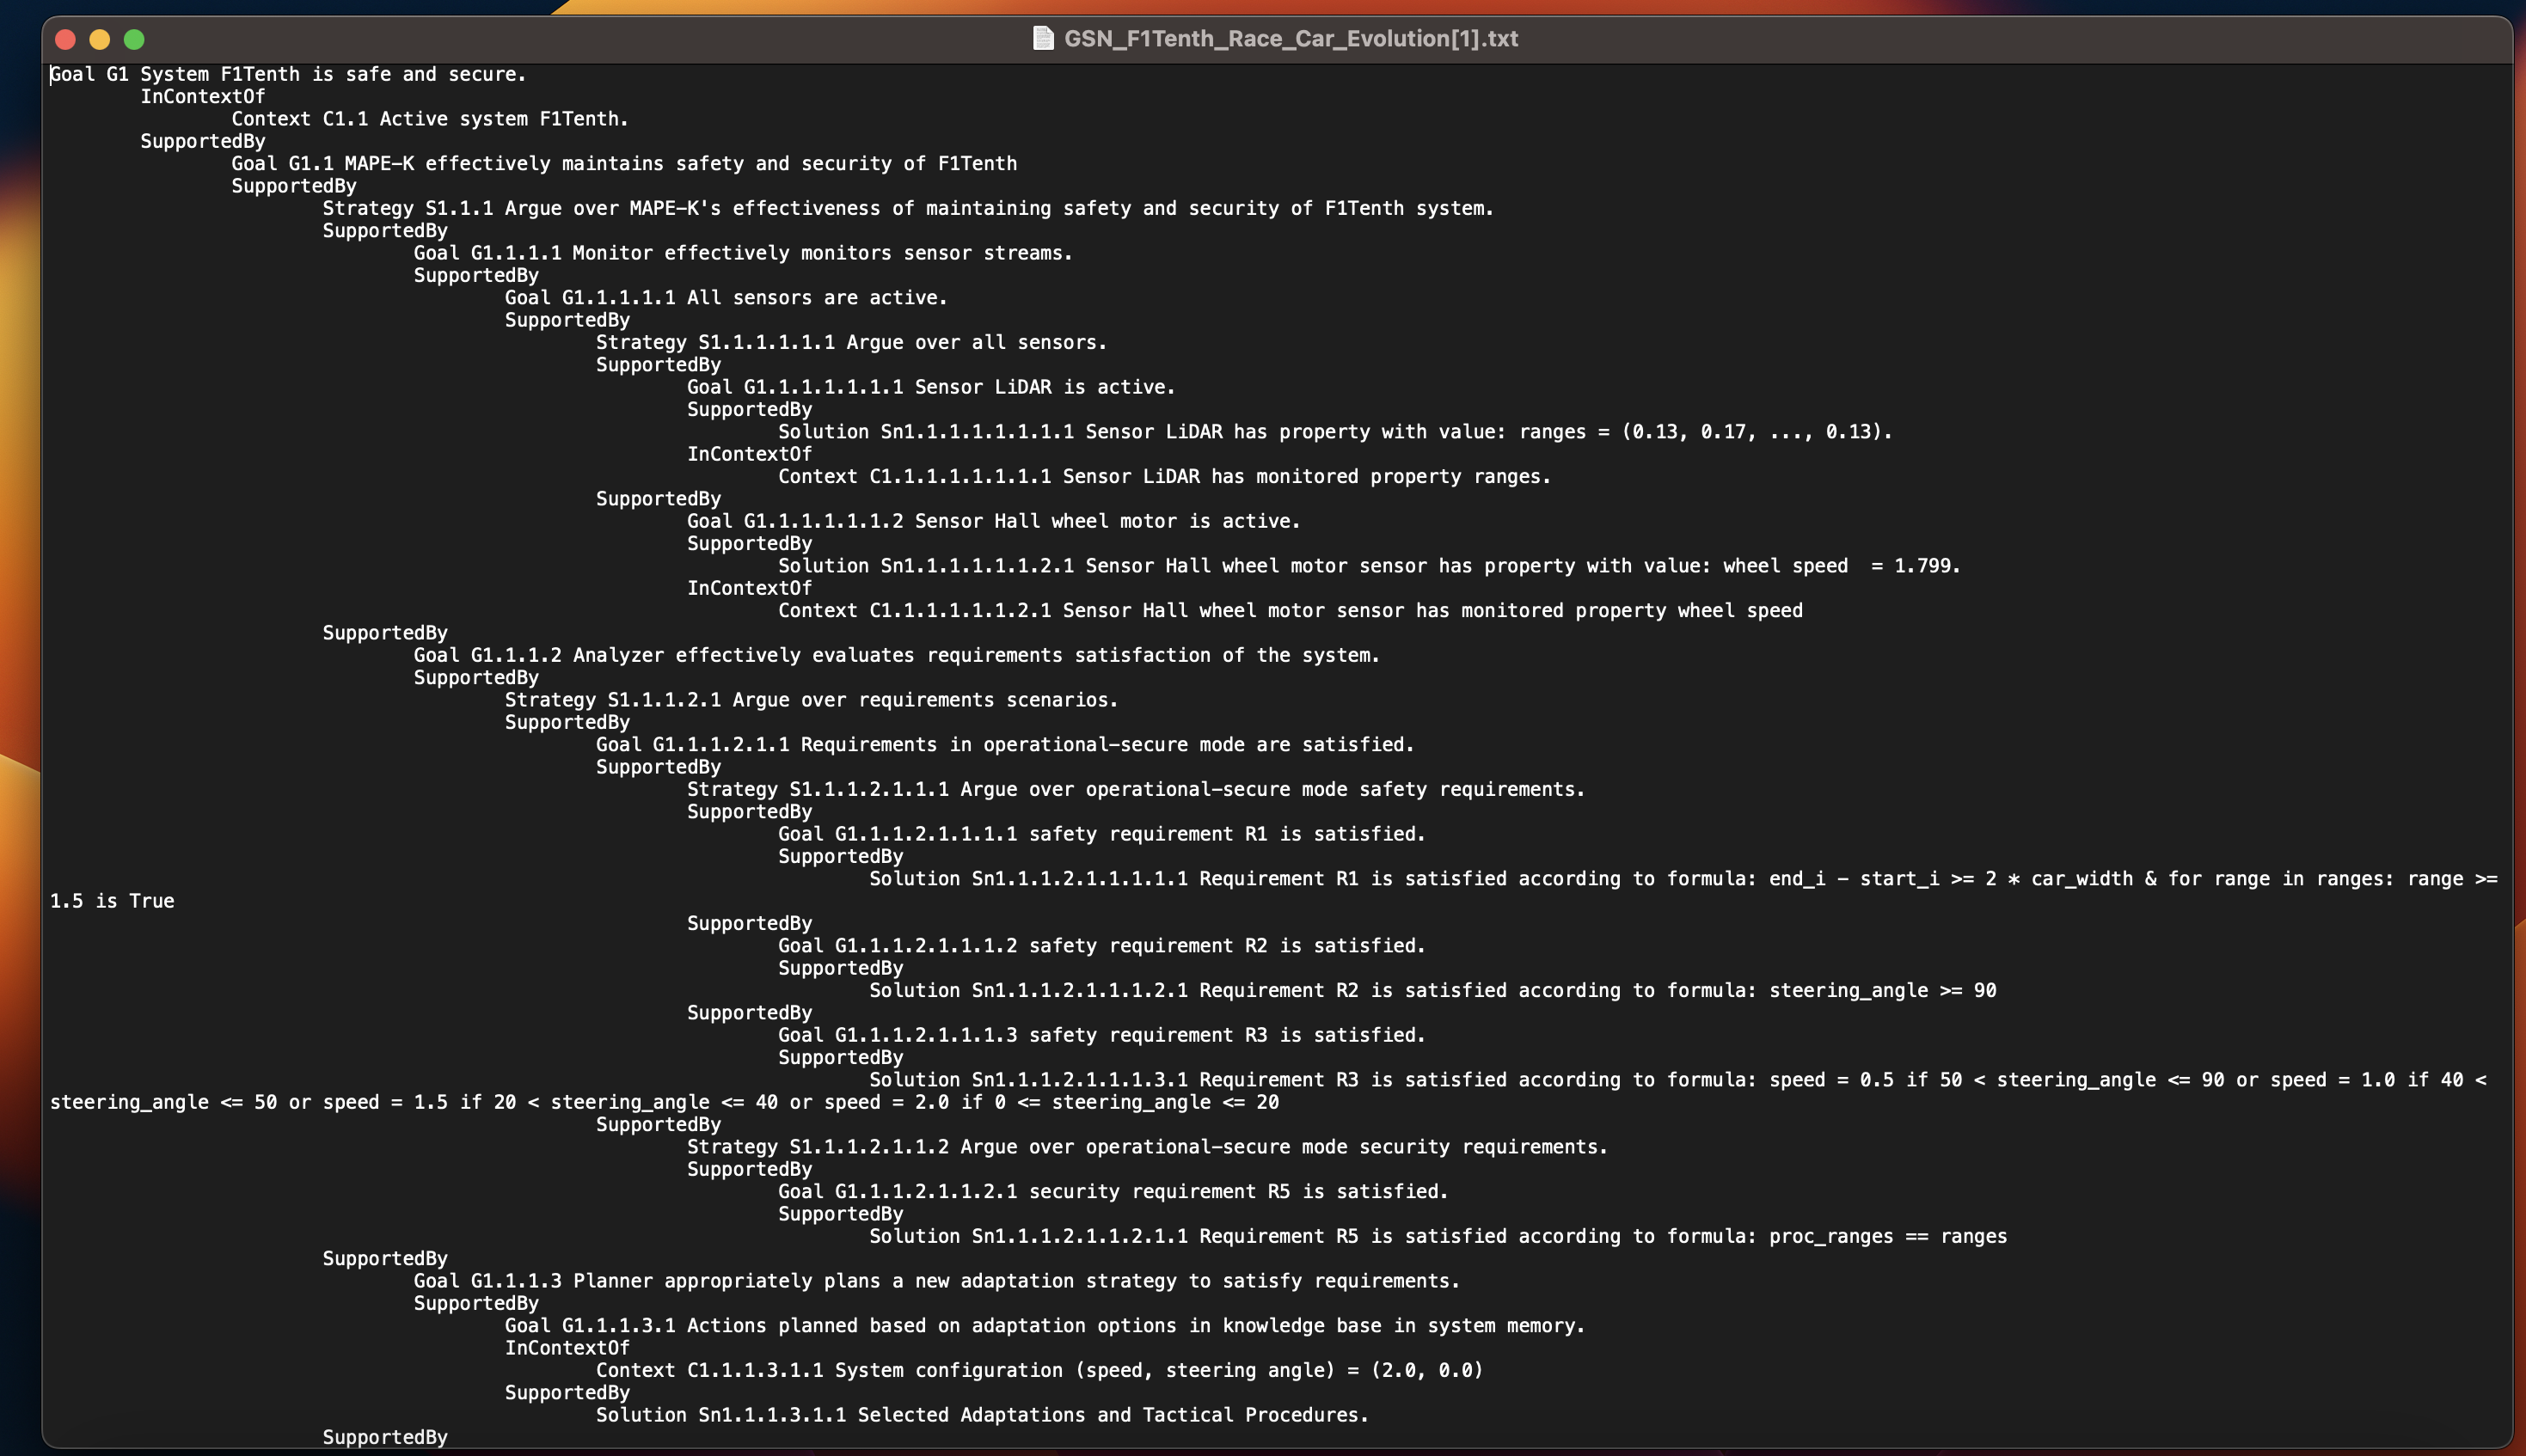 GSN_F1Tenth_Race_Car_Evolution[1].txt
Goal G1 System F1Tenth is safe and secure.
InContextOf
Context C1.1 Active system F1Tenth.
SupportedBy
Goal G1.1 MAPE-K effectively maintains safety and security of F1Tenth
SupportedBy
Strategy S1.1.1 Argue over MAPE-K's effectiveness of maintaining safety and security of F1Tenth system.
SupportedBy
Goal G1.1.1.1 Monitor effectively monitors sensor streams.
SupportedBy
Goal G1.1.1.1.1 All sensors are active.
SupportedBy
Strategy S1.1.1.1.1.1 Argue over all sensors.
SupportedBy
Goal G1.1.1.1.1.1.1 Sensor LiDAR is active.
SupportedBy
Solution Sn1.1.1.1.1.1.1.1 Sensor LiDAR has property with value: ranges = (0.13, 0.17, ..., 0.13).
InContextOf
Context C1.1.1.1.1.1.1.1 Sensor LiDAR has monitored property ranges.
SupportedBy
Goal G1.1.1.1.1.1.2 Sensor Hall wheel motor is active.
SupportedBy
Solution Sn1.1.1.1.1.1.2.1 Sensor Hall wheel motor sensor has property with value: wheel speed  = 1.799.
InContextOf
Context C1.1.1.1.1.1.2.1 Sensor Hall wheel motor sensor has monitored property wheel speed
SupportedBy
Goal G1.1.1.2 Analyzer effectively evaluates requirements satisfaction of the system.
SupportedBy
Strategy S1.1.1.2.1 Argue over requirements scenarios.
SupportedBy
Goal G1.1.1.2.1.1 Requirements in operational-secure mode are satisfied.
SupportedBy
Strategy S1.1.1.2.1.1.1 Argue over operational-secure mode safety requirements.
SupportedBy
Goal G1.1.1.2.1.1.1.1 safety requirement R1 is satisfied.
SupportedBy
Solution Sn1.1.1.2.1.1.1.1.1 Requirement R1 is satisfied according to formula: end_i - start_i >= 2 * car_width & for range in ranges: range >=
1.5 is True
SupportedBy
Goal G1.1.1.2.1.1.1.2 safety requirement R2 is satisfied.
SupportedBy
Solution Sn1.1.1.2.1.1.1.2.1 Requirement R2 is satisfied according to formula: steering_angle >= 90
SupportedBy
Goal G1.1.1.2.1.1.1.3 safety requirement R3 is satisfied.
SupportedBy
Solution Sn1.1.1.2.1.1.1.3.1 Requirement R3 is satisfied according to formula: speed = 0.5 if 50 < steering_angle <= 90 or speed = 1.0 if 40 <
steering_angle <= 50 or speed = 1.5 if 20 < steering_angle <= 40 or speed = 2.0 if 0 <= steering_angle <= 20
SupportedBy
Strategy S1.1.1.2.1.1.2 Argue over operational-secure mode security requirements.
SupportedBy
Goal G1.1.1.2.1.1.2.1 security requirement R5 is satisfied.
SupportedBy
Solution Sn1.1.1.2.1.1.2.1.1 Requirement R5 is satisfied according to formula: proc_ranges == ranges
SupportedBy
Goal G1.1.1.3 Planner appropriately plans a new adaptation strategy to satisfy requirements.
SupportedBy
Goal G1.1.1.3.1 Actions planned based on adaptation options in knowledge base in system memory.
InContextOf
Context C1.1.1.3.1.1 System configuration (speed, steering angle) = (2.0, 0.0)
SupportedBy
Solution Sn1.1.1.3.1.1 Selected Adaptations and Tactical Procedures.
SupportedBy